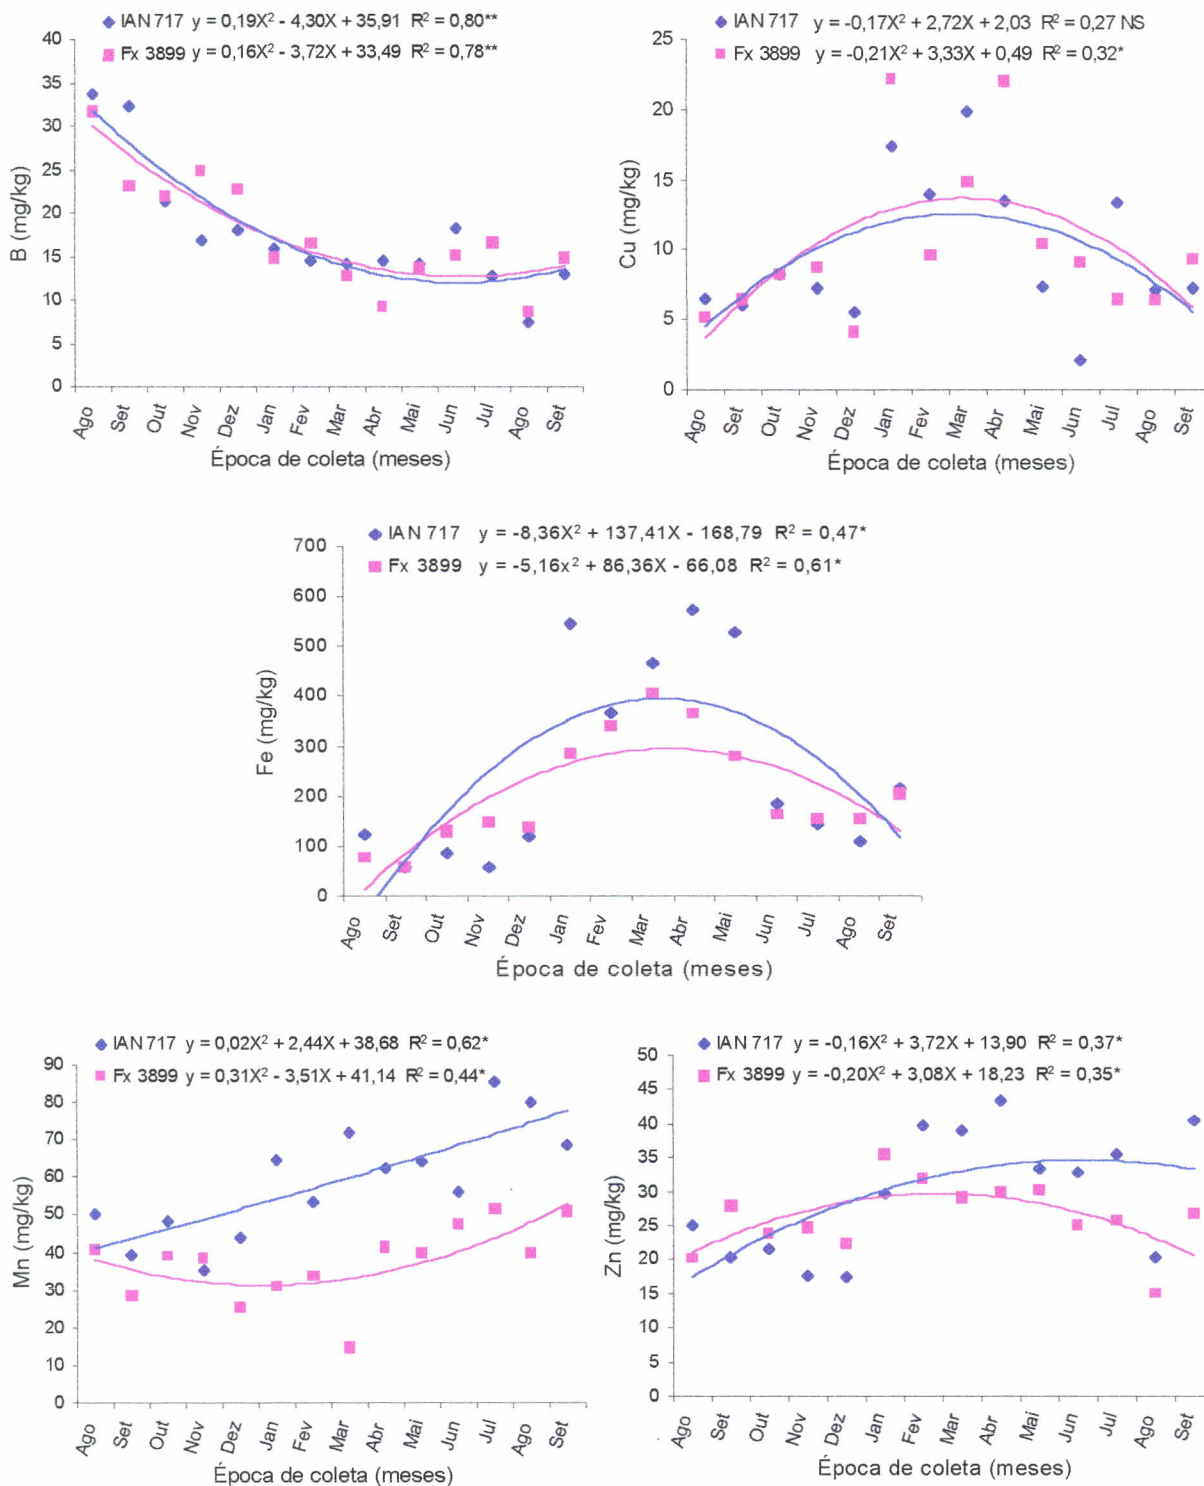 IAN 717 y = 0,19X² - 4,30X + 35,91 R² = 0,80**
Fx 3899 y = 0,16X² - 3,72X + 33,49 R² = 0,78**
40
35
30
25
20
15
10
5
0
B (mg/kg)
Ago Set Out Nov Dez Jan Fev Mar Abr Mai Jun Jul Ago Set
Época de coleta (meses)
IAN 717 y = -0,17X² + 2,72X + 2,03 R² = 0,27 NS
Fx 3899 y = -0,21X² + 3,33X + 0,49 R² = 0,32*
25
20
15
10
5
0
Cu (mg/kg)
Ago Set Out Nov Dez Jan Fev Mar Abr Mai Jun Jul Ago Set
Época de coleta (meses)
IAN 717 y = -8,36X² + 137,41X - 168,79 R² = 0,47*
Fx 3899 y = -5,16x² + 86,36X - 66,08 R² = 0,61*
700
600
500
400
300
200
100
0
Fe (mg/kg)
Ago Set Out Nov Dez Jan Fev Mar Abr Mai Jun Jul Ago Set
Época de coleta (meses)
IAN 717 y = 0,02X² + 2,44X + 38,68 R² = 0,62*
Fx 3899 y = 0,31X² - 3,51X + 41,14 R² = 0,44*
90
80
70
60
50
40
30
20
10
0
Mn (mg/kg)
Ago Set Out Nov Dez Jan Fev Mar Abr Mai Jun Jul Ago Set
Época de coleta (meses)
IAN 717 y = -0,16X² + 3,72X + 13,90 R² = 0,37*
Fx 3899 y = -0,20X² + 3,08X + 18,23 R² = 0,35*
50
45
40
35
30
25
20
15
10
5
0
Zn (mg/kg)
Ago Set Out Nov Dez Jan Fev Mar Abr Mai Jun Jul Ago Set
Época de coleta (meses)